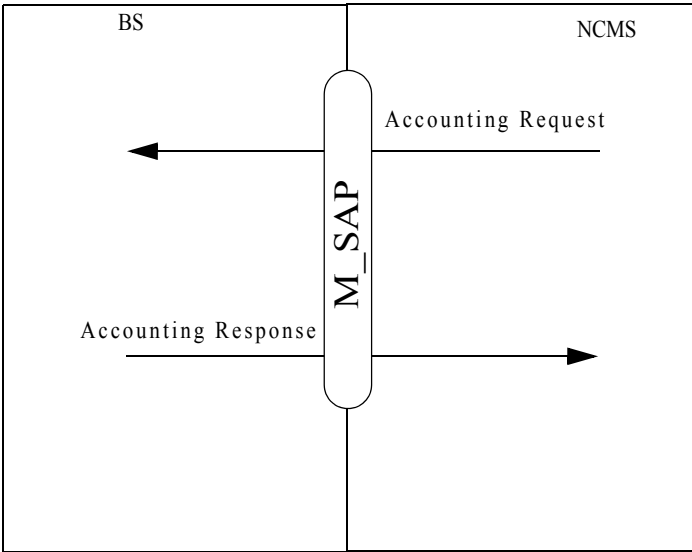 BS
NCMS
Accounting Request
M_SAP
Accounting Response